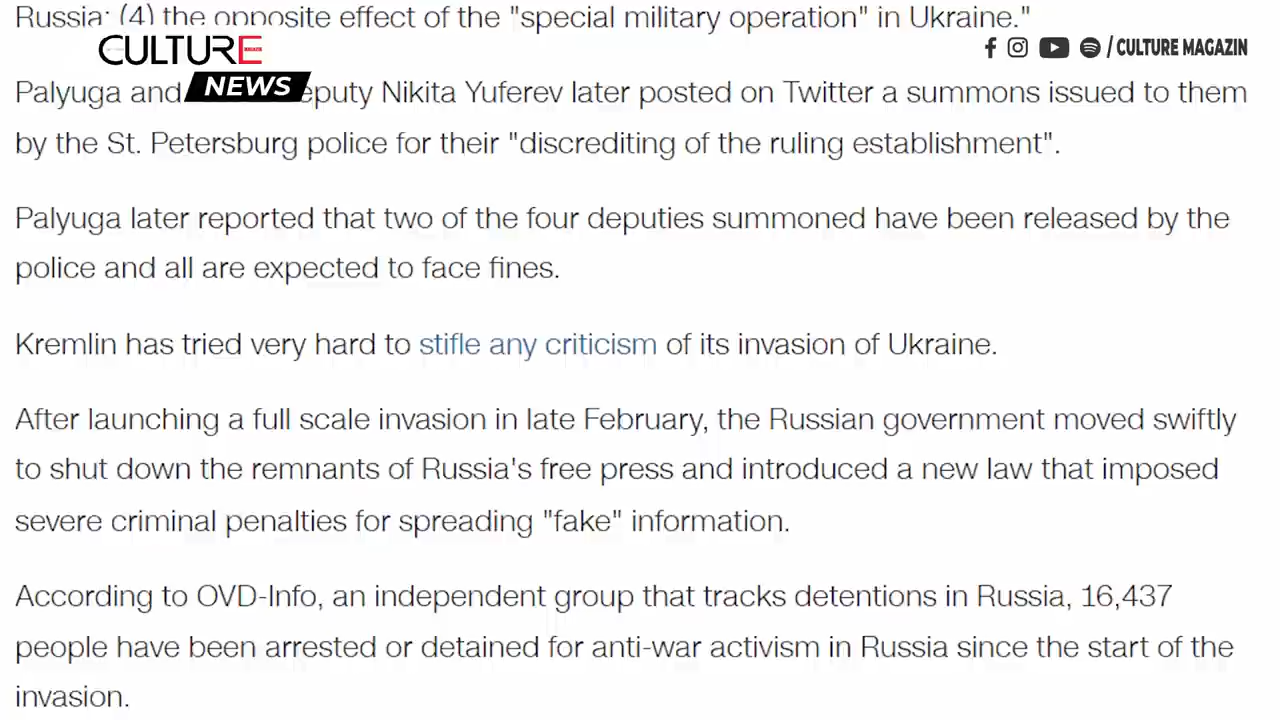 Russia; (4) the opposite effect of the "special military operation" in Ukraine."
CULTURE
NEWS
/ CULTURE MAGAZIN
Palyuga and eputy Nikita Yuferev later posted on Twitter a summons issued to them
by the St. Petersburg police for their "discrediting of the ruling establishment".
Palyuga later reported that two of the four deputies summoned have been released by the
police and all are expected to face fines.
Kremlin has tried very hard to stifle any criticism of its invasion of Ukraine.
After launching a full scale invasion in late February, the Russian government moved swiftly
to shut down the remnants of Russia's free press and introduced a new law that imposed
severe criminal penalties for spreading "fake" information.
According to OVD-Info, an independent group that tracks detentions in Russia, 16,437
people have been arrested or detained for anti-war activism in Russia since the start of the
invasion.